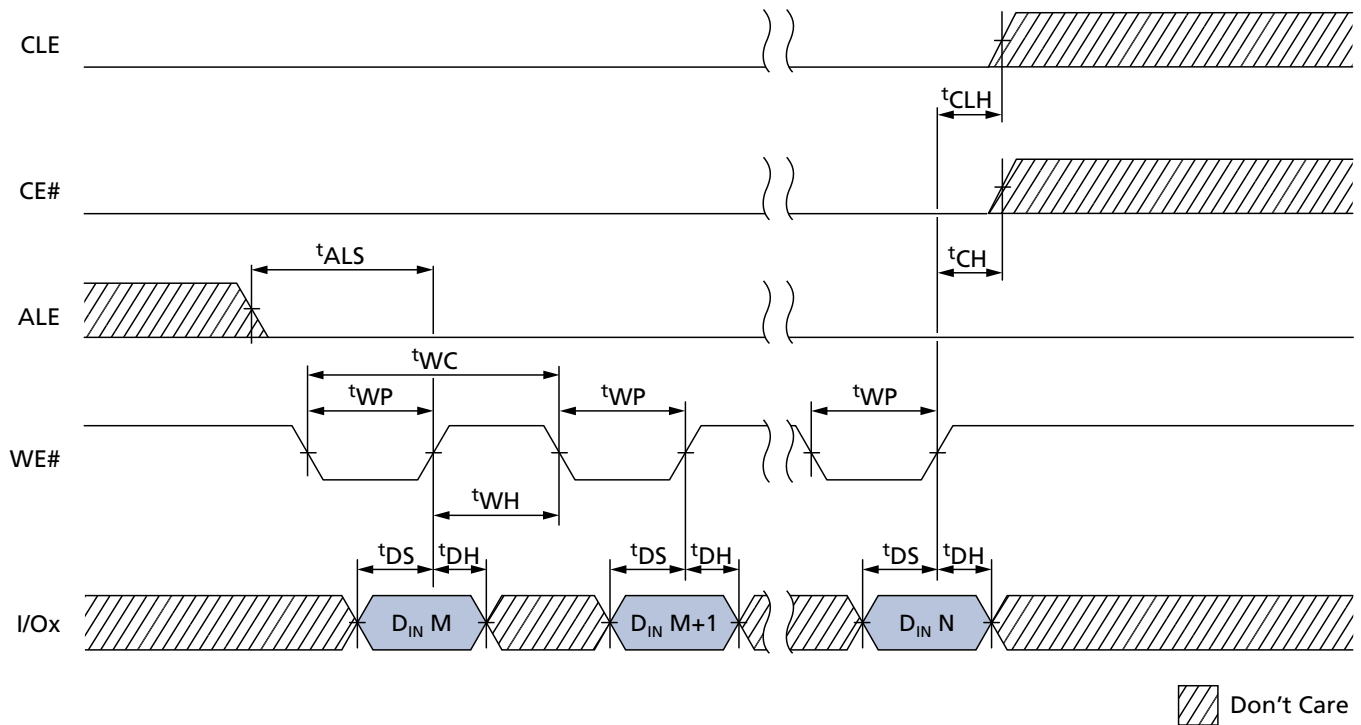 CLE
tCLH
CE#
tCH
tALS
ALE
tWC
tWP tWP tWP
WE#
tWH
tDS tDH tDS tDH tDS tDH
I/Ox DIN M DIN M+1 DIN N
Don't Care